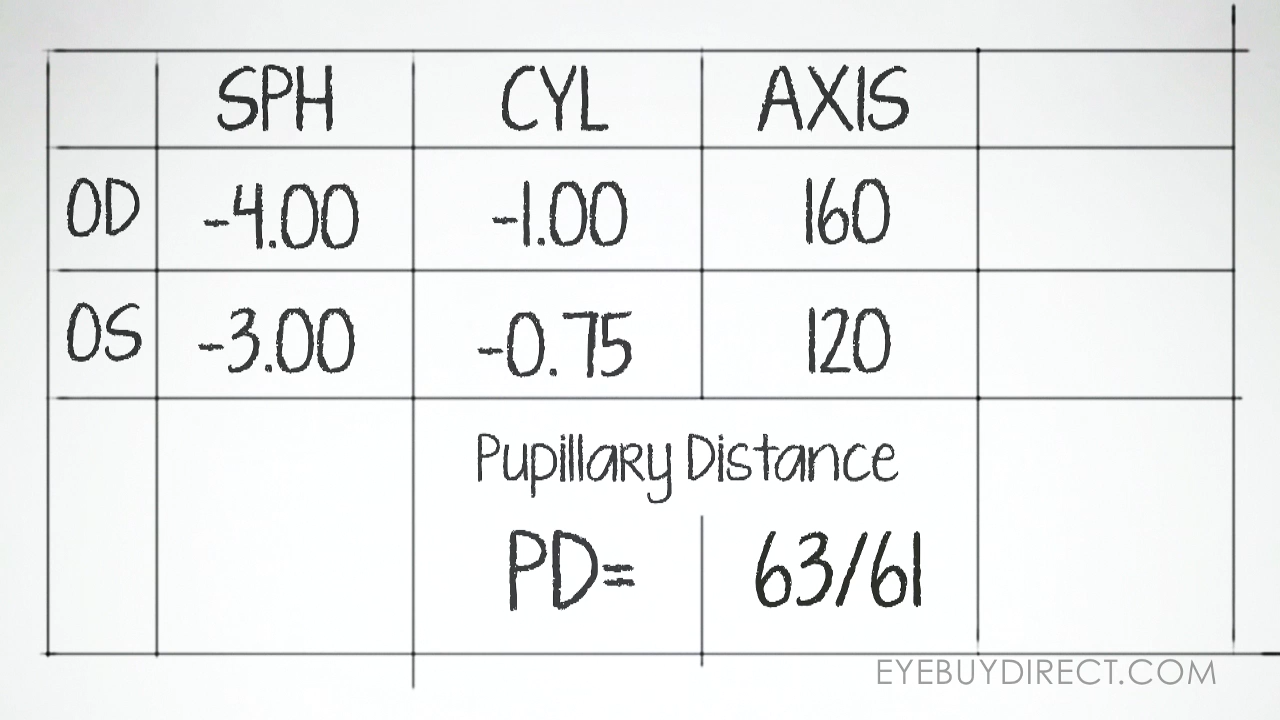 SPH CYL AXIS
OD -4.00 -1.00 160
OS -3.00 -0.75 120
Pupillary Distance
PD= 63/61
EYEBUYDIRECT.COM